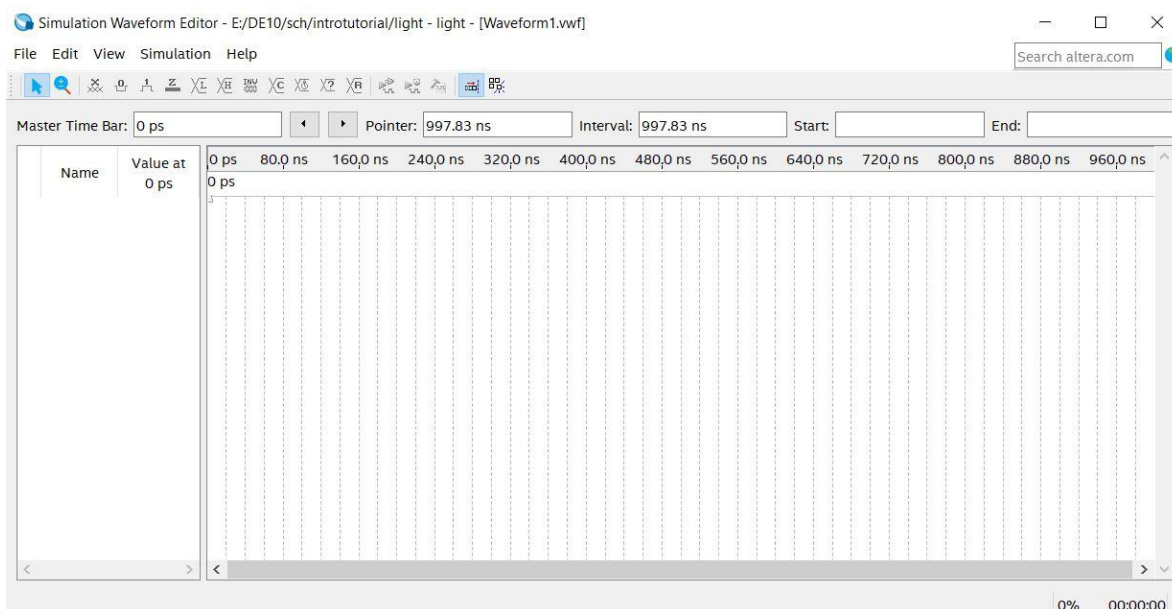 Simulation Waveform Editor - E:/DE10/sch/introtutorial/light - light - [Waveform1.vwf]
File Edit View Simulation Help
Search altera.com
Master Time Bar: 0 ps Pointer: 997.83 ns Interval: 997.83 ns Start: End:
Name Value at 0 ps
0 ps 80.0 ns 160.0 ns 240.0 ns 320.0 ns 400.0 ns 480.0 ns 560.0 ns 640.0 ns 720.0 ns 800.0 ns 880.0 ns 960.0 ns
0 ps
0% 00:00:00